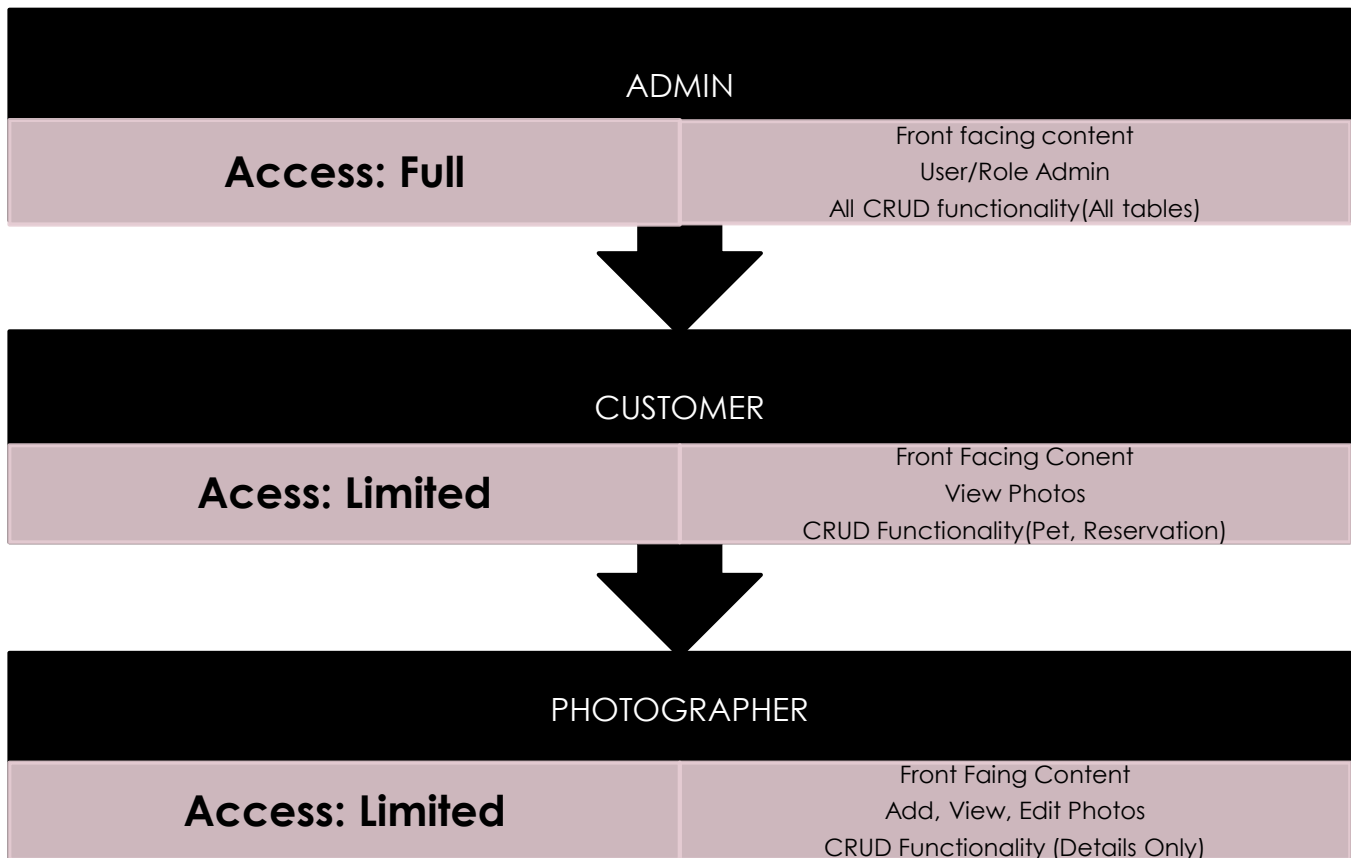 ADMIN
Access: Full
Front facing content
User/Role Admin
All CRUD functionality(All tables)
CUSTOMER
Acess: Limited
Front Facing Conent
View Photos
CRUD Functionality(Pet, Reservation)
PHOTOGRAPHER
Access: Limited
Front Faing Content
Add, View, Edit Photos
CRUD Functionality (Details Only)